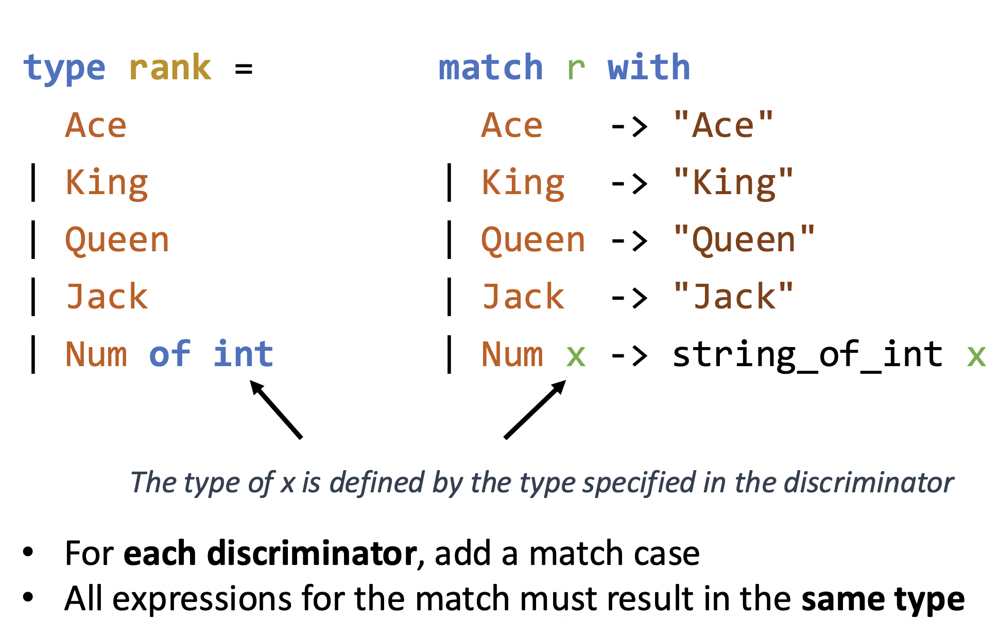 type rank =
Ace
| King
| Queen
| Jack
| Num of int
match r with
Ace -> "Ace"
| King -> "King"
| Queen -> "Queen"
| Jack -> "Jack"
| Num x -> string_of_int x
The type of x is defined by the type specified in the discriminator
• For each discriminator, add a match case
• All expressions for the match must result in the same type